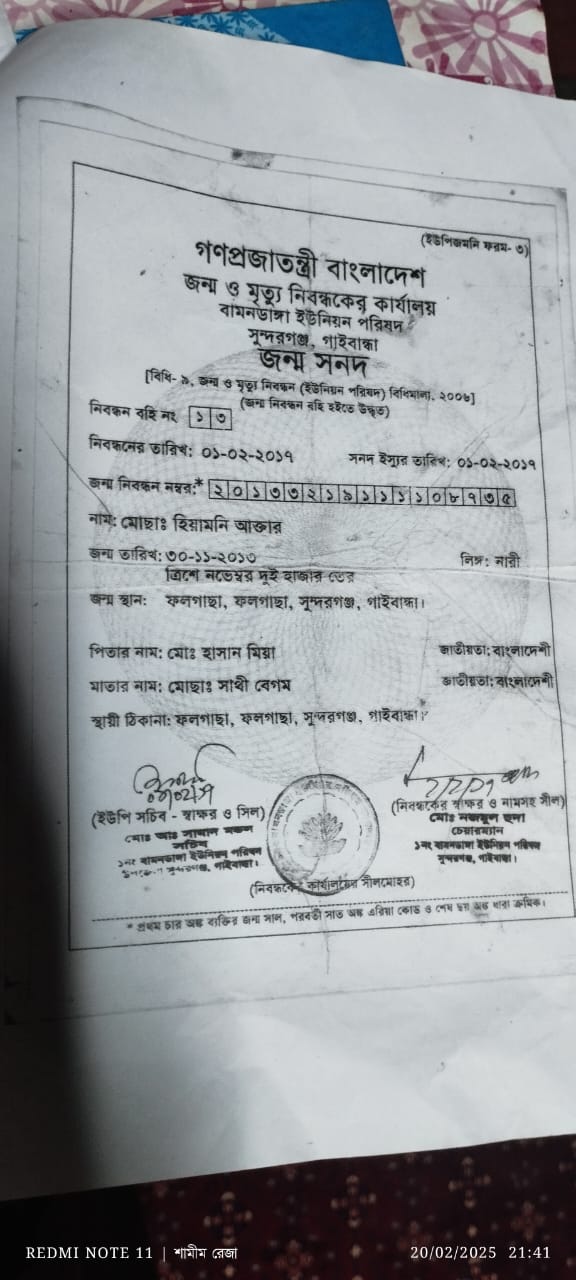 (ইউপিজমনি ফরম- ৩)
গণপ্রজাতন্ত্রী বাংলাদেশ
জন্ম ও মৃত্যু নিবন্ধকের কার্যালয়
বামনডাঙ্গা ইউনিয়ন পরিষদ
সুন্দরগঞ্জ, গাইবান্ধা
জন্ম সনদ
[বিধি- ৯, জন্ম ও মৃত্যু নিবন্ধন (ইউনিয়ন পরিষদ) বিধিমালা, ২০০৬]
(জন্ম নিবন্ধন বহি হইতে উদ্ধৃত)
নিবন্ধন বহি নং ১৩
নিবন্ধনের তারিখ: ০১-০২-২০১৭ সনদ ইস্যুর তারিখ: ০১-০২-২০১৭
জন্ম নিবন্ধন নম্বর:* ২০১৩৩২১৯১১১০৮৭৩৫
নাম: মোছাঃ রিয়ামনি আক্তার
জন্ম তারিখ: ৩০-১১-২০১৩ লিঙ্গ: নারী
ত্রিশে নভেম্বর দুই হাজার তের
জন্ম স্থান: ফলগাছা, ফলগাছা, সুন্দরগঞ্জ, গাইবান্ধা।
পিতার নাম: মোঃ হাসান মিয়া জাতীয়তা: বাংলাদেশী
মাতার নাম: মোছাঃ সাথী বেগম জাতীয়তা: বাংলাদেশী
স্থায়ী ঠিকানা: ফলগাছা, ফলগাছা, সুন্দরগঞ্জ, গাইবান্ধা।
(ইউপি সচিব - স্বাক্ষর ও সিল) (নিবন্ধকের স্বাক্ষর ও নামসহ সীল)
সচিব
১নং বামনডাঙ্গা ইউনিয়ন পরিষদ
সুন্দরগঞ্জ, গাইবান্ধা।
মোঃ নজমুল হুদা
চেয়ারম্যান
১নং বামনডাঙ্গা ইউনিয়ন পরিষদ
সুন্দরগঞ্জ, গাইবান্ধা।
(নিবন্ধকের কার্যালয়ের সীলমোহর)
* প্রথম চার অঙ্ক ব্যক্তির জন্ম সাল, পরবর্তী সাত অঙ্ক এরিয়া কোড ও শেষ ছয় অঙ্ক ধারা ক্রমিক।
REDMI NOTE 11 | শামীম রেজা 20/02/2025 21:41